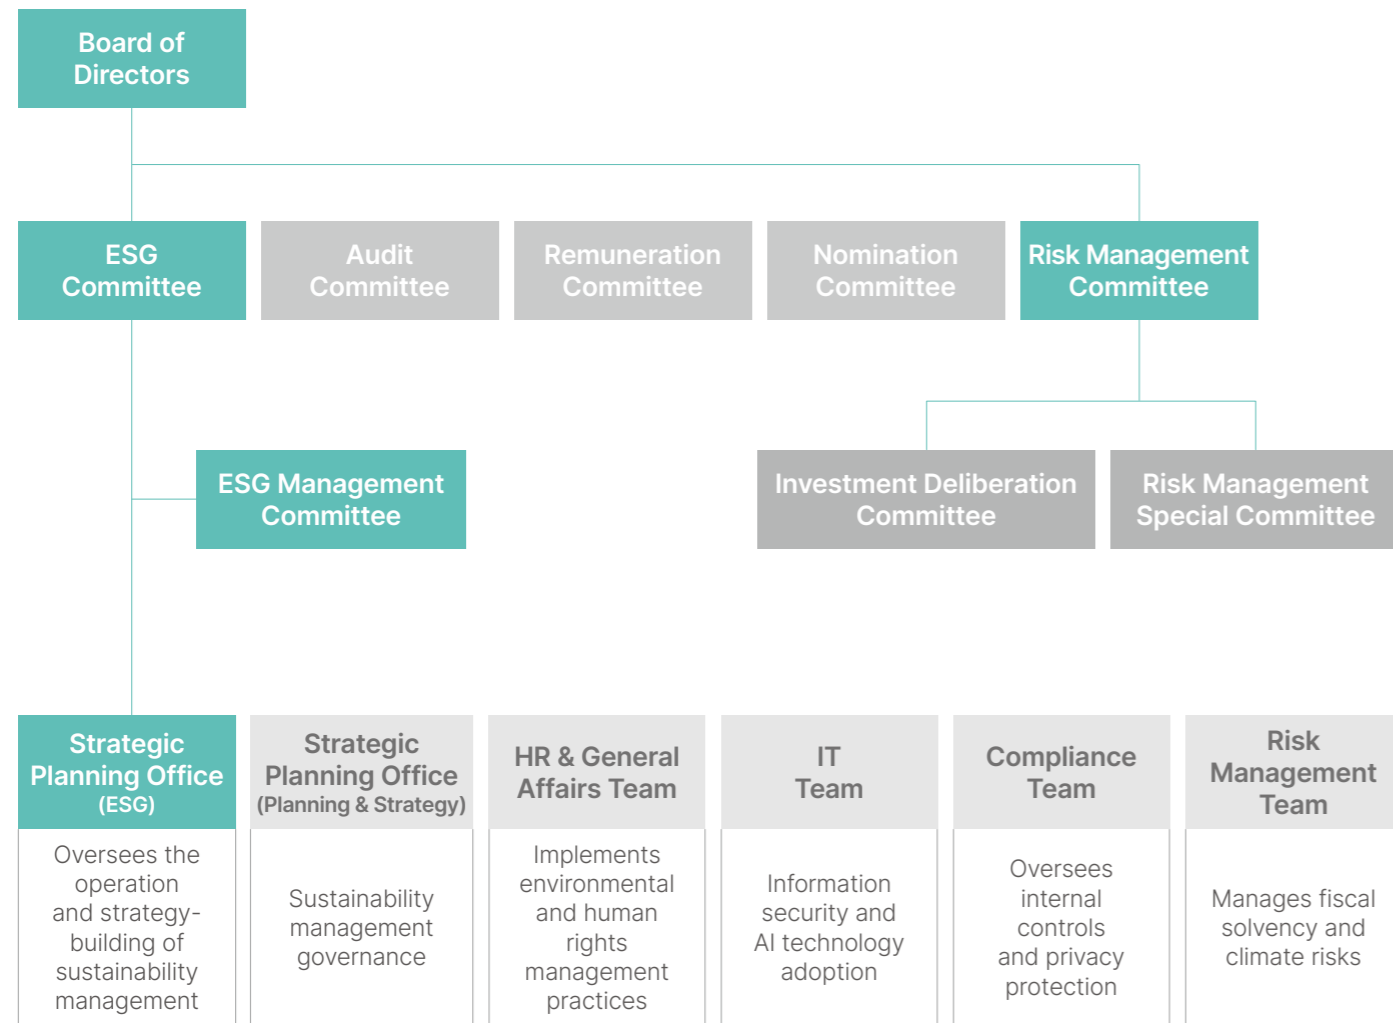 Board of
Directors
ESG
Committee
Audit
Committee
Remuneration
Committee
Nomination
Committee
Risk Management
Committee
ESG Management
Committee
Investment Deliberation
Committee
Risk Management
Special Committee
Strategic
Planning Office
(ESG)
Oversees the
operation
and strategy-
building of
sustainability
management
Strategic
Planning Office
(Planning & Strategy)
Sustainability
management
governance
HR & General
Affairs Team
Implements
environmental
and human
rights
management
practices
IT
Team
Information
security and
AI technology
adoption
Compliance
Team
Oversees
internal
controls
and privacy
protection
Risk
Management
Team
Manages fiscal
solvency and
climate risks